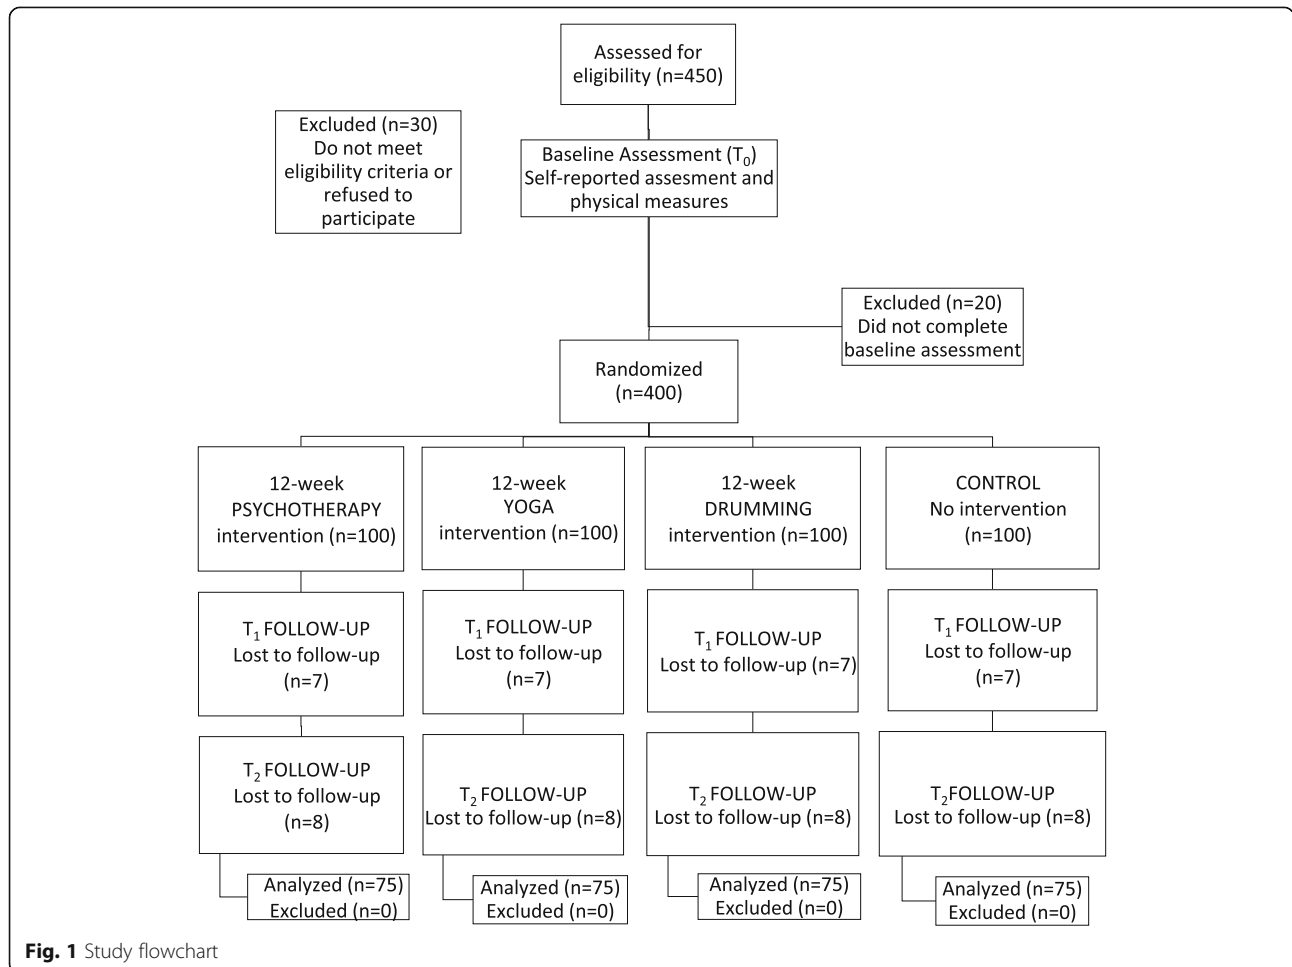 Assessed for
eligibility (n=450)
Excluded (n=30)
Do not meet
eligibility criteria or
refused to
participate
Baseline Assessment (T0)
Self-reported assesment and
physical measures
Excluded (n=20)
Did not complete
baseline assessment
Randomized
(n=400)
12-week
PSYCHOTHERAPY
intervention (n=100)
12-week
YOGA
intervention (n=100)
12-week
DRUMMING
intervention (n=100)
CONTROL
No intervention
(n=100)
T1 FOLLOW-UP
Lost to follow-up
(n=7)
T1 FOLLOW-UP
Lost to follow-up
(n=7)
T1 FOLLOW-UP
Lost to follow-up (n=7)
T1 FOLLOW-UP
Lost to follow-up
(n=7)
T2 FOLLOW-UP
Lost to follow-up
(n=8)
T2 FOLLOW-UP
Lost to follow-up (n=8)
T2 FOLLOW-UP
Lost to follow-up (n=8)
T2FOLLOW-UP
Lost to follow-up (n=8)
Analyzed (n=75)
Excluded (n=0)
Analyzed (n=75)
Excluded (n=0)
Analyzed (n=75)
Excluded (n=0)
Analyzed (n=75)
Excluded (n=0)
Fig. 1 Study flowchart